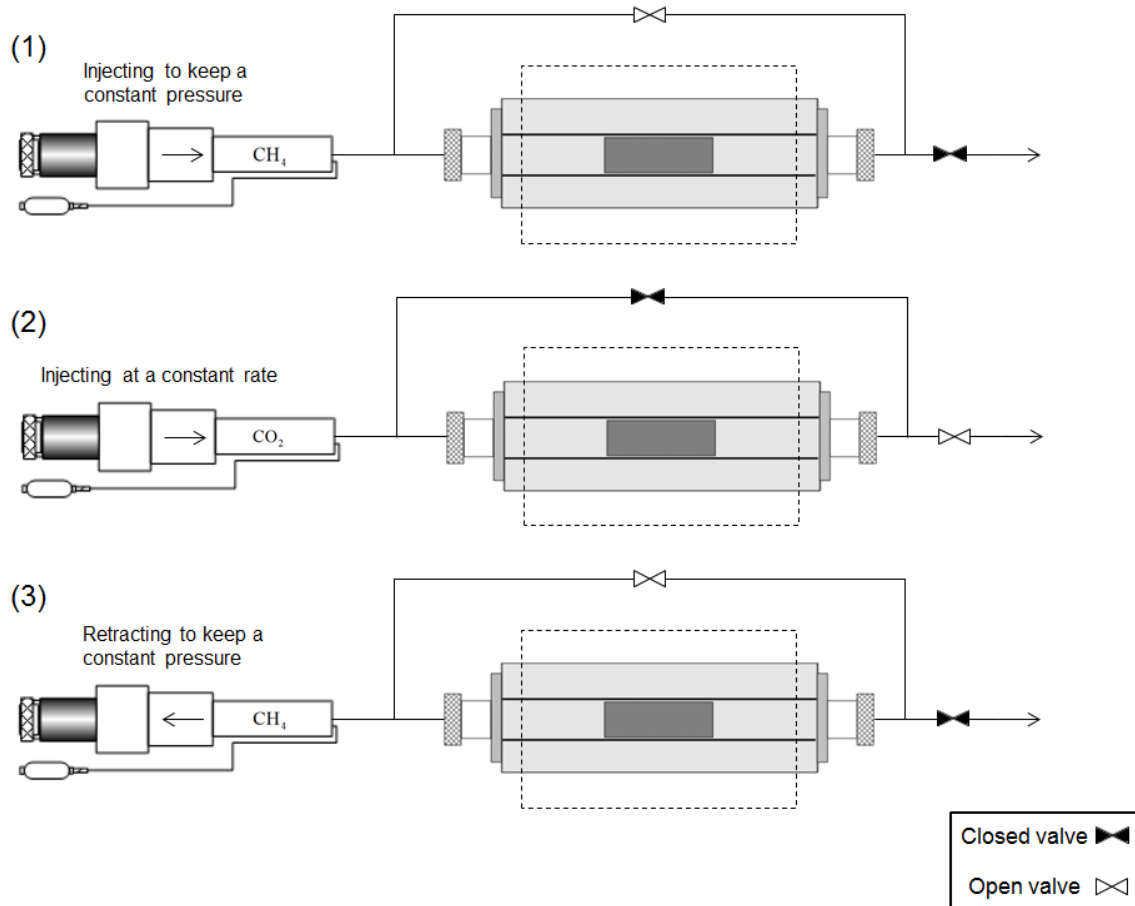 (1)
Injecting to keep a
constant pressure
CH₄
(2)
Injecting at a constant rate
CO₂
(3)
Retracting to keep a
constant pressure
CH₄
Closed valve
Open valve